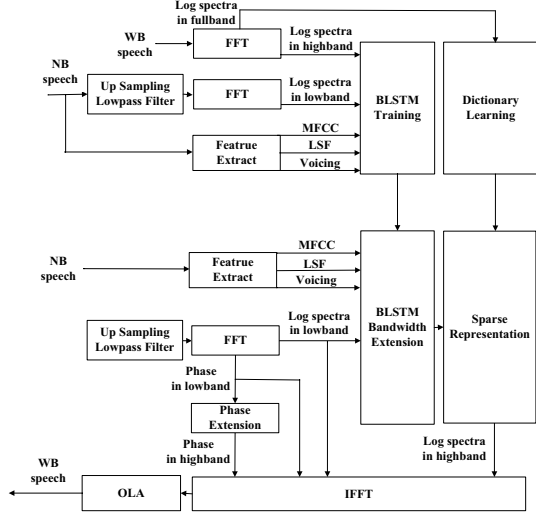 Log spectra
in fullband
WB
speech
FFT
Log spectra
in highband
NB
speech
Up Sampling
Lowpass Filter
FFT
Log spectra
in lowband
BLSTM
Training
Dictionary
Learning
Featrue
Extract
MFCC
LSF
Voicing
NB
speech
Featrue
Extract
MFCC
LSF
Voicing
BLSTM
Bandwidth
Extension
Sparse
Representation
Up Sampling
Lowpass Filter
FFT
Log spectra
in lowband
Phase
in lowband
Phase
Extension
Phase
in highband
Log spectra
in highband
WB
speech
OLA
IFFT